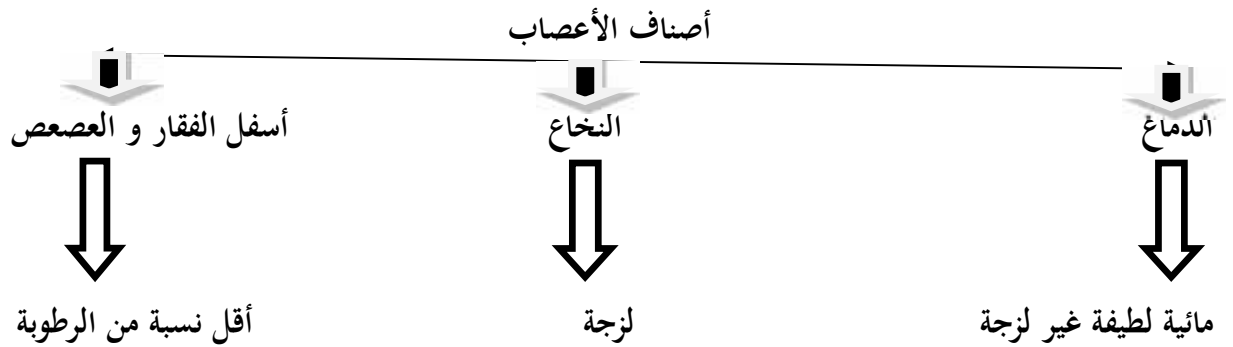 أصناف الأعصاب
الدماغ النخاع أسفل الفقار و العصعص
مائية لطيفة غير لزجة لزجة أقل نسبة من الرطوبة